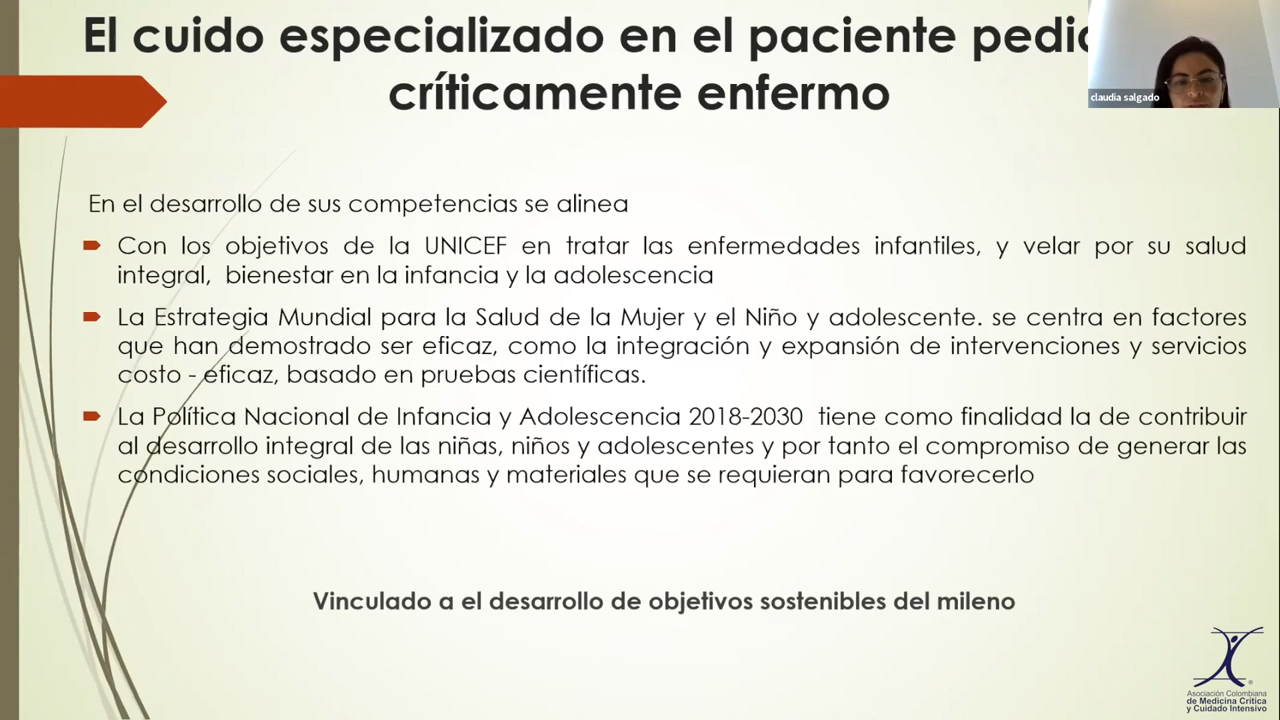 El cuido especializado en el paciente
críticamente enfermo
claudia salgado
En el desarrollo de sus competencias se alinea
Con los objetivos de la UNICEF en tratar las enfermedades infantiles, y velar por su salud
integral, bienestar en la infancia y la adolescencia
La Estrategia Mundial para la Salud de la Mujer y el Niño y adolescente. se centra en factores
que han demostrado ser eficaz, como la integración y expansión de intervenciones y servicios
costo - eficaz, basado en pruebas científicas.
La Política Nacional de Infancia y Adolescencia 2018-2030 tiene como finalidad la de contribuir
al desarrollo integral de las niñas, niños y adolescentes y por tanto el compromiso de generar las
condiciones sociales, humanas y materiales que se requieran para favorecerlo
Vinculado a el desarrollo de objetivos sostenibles del mileno
Asociación Colombiana
de Medicina Crítica
y Cuidado Intensivo